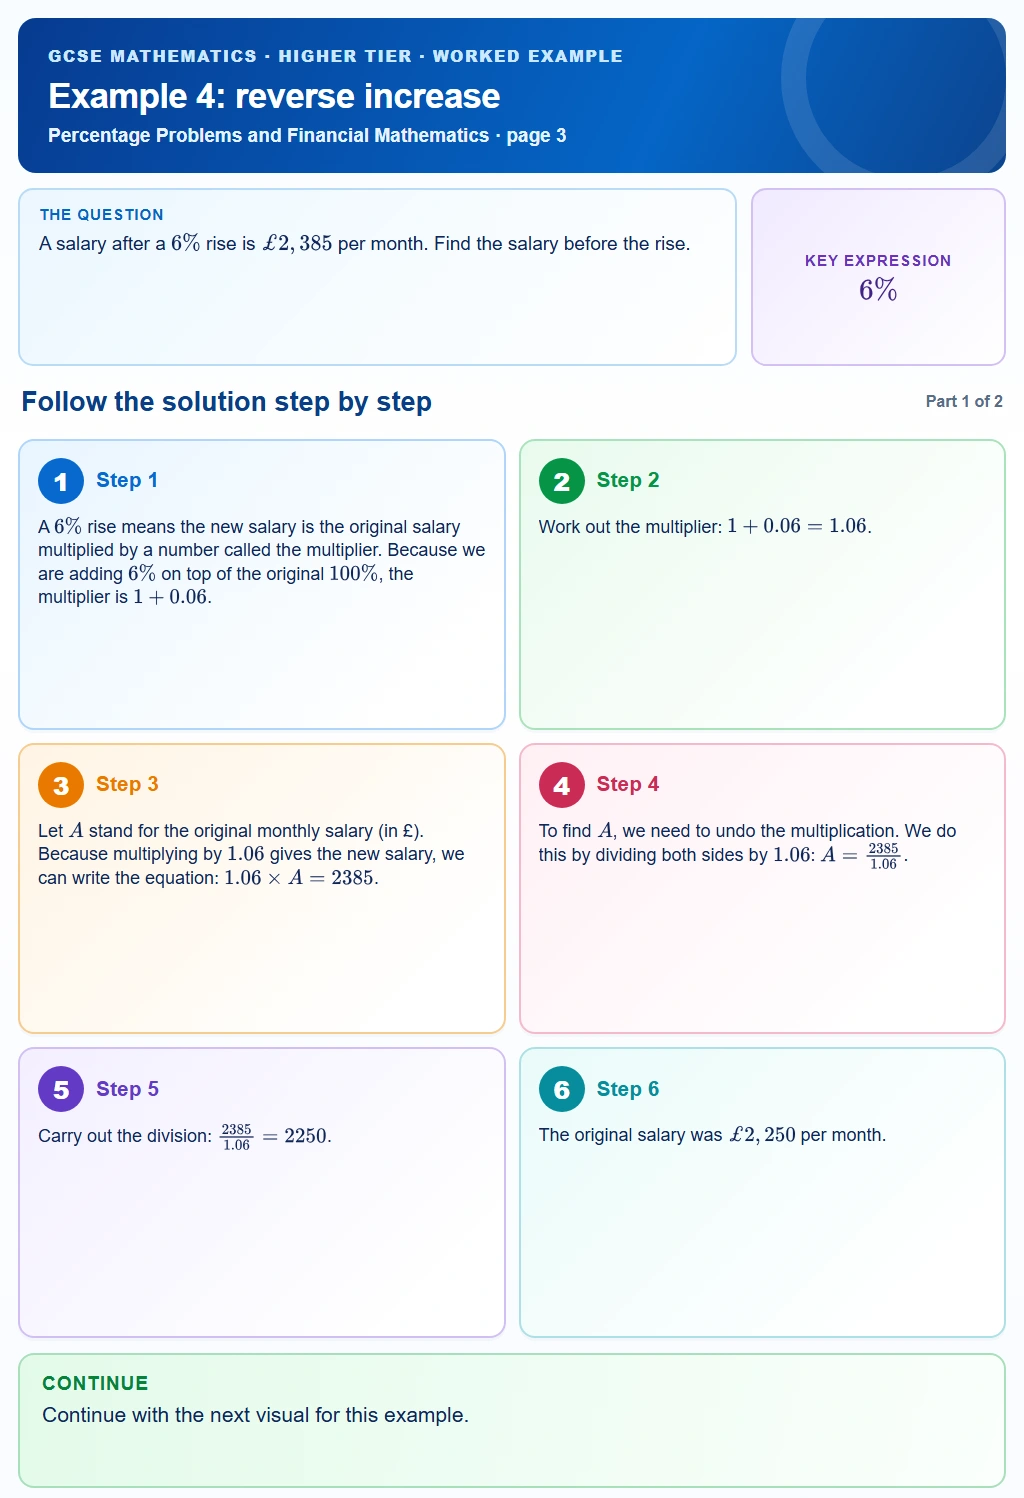 GCSE MATHEMATICS · HIGHER TIER · WORKED EXAMPLE
Example 4: reverse increase
Percentage Problems and Financial Mathematics · page 3
THE QUESTION
A salary after a 6% rise is £2,385 per month. Find the salary before the rise.
KEY EXPRESSION
6%
Follow the solution step by step
Part 1 of 2
1 Step 1
A 6% rise means the new salary is the original salary
multiplied by a number called the multiplier. Because we
are adding 6% on top of the original 100%, the
multiplier is 1 + 0.06.
2 Step 2
Work out the multiplier: 1 + 0.06 = 1.06.
3 Step 3
Let A stand for the original monthly salary (in £).
Because multiplying by 1.06 gives the new salary, we
can write the equation: 1.06 × A = 2385.
4 Step 4
To find A, we need to undo the multiplication. We do
this by dividing both sides by 1.06: A = 2385/1.06.
5 Step 5
Carry out the division: 2385/1.06 = 2250.
6 Step 6
The original salary was £2,250 per month.
CONTINUE
Continue with the next visual for this example.